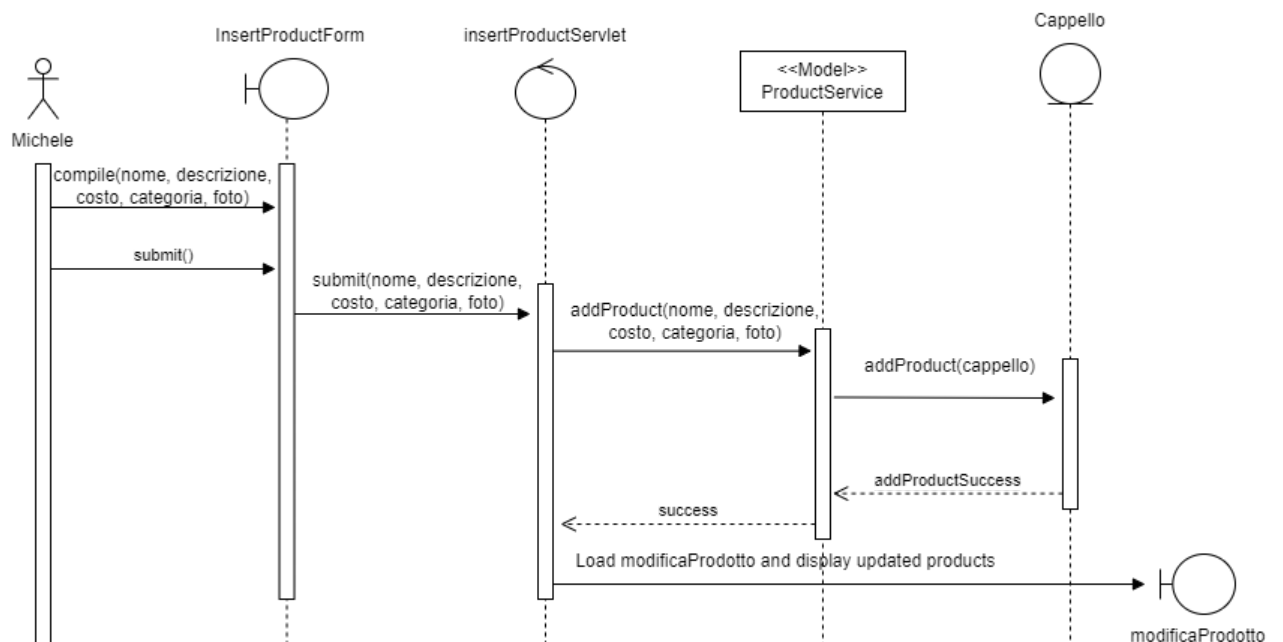 Cappello
InsertProductForm
insertProductServlet
<<Model>>
ProductService
Michele
compile(nome, descrizione,
costo, categoria, foto)
submit()
submit(nome, descrizione,
costo, categoria, foto)
addProduct(nome, descrizione,
costo, categoria, foto)
addProduct(cappello)
addProductSuccess
success
Load modificaProdotto and display updated products
modificaProdotto